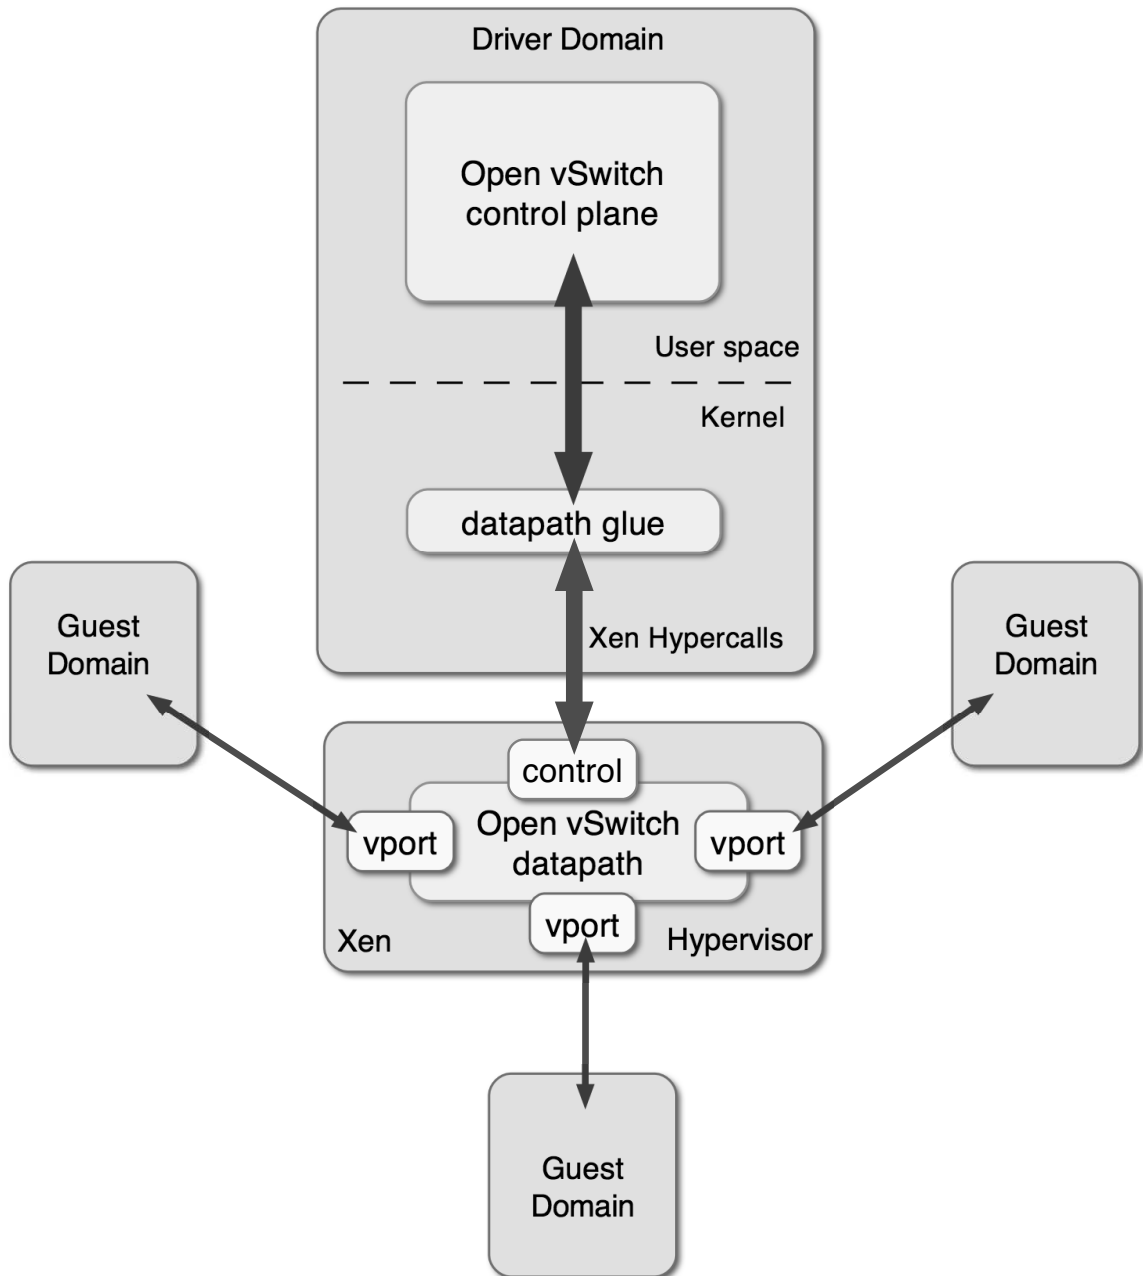 Driver Domain
Open vSwitch
control plane
User space
Kernel
datapath glue
Xen Hypercalls
Guest
Domain
Guest
Domain
control
Open vSwitch
datapath
vport
vport
vport
Xen
Hypervisor
Guest
Domain